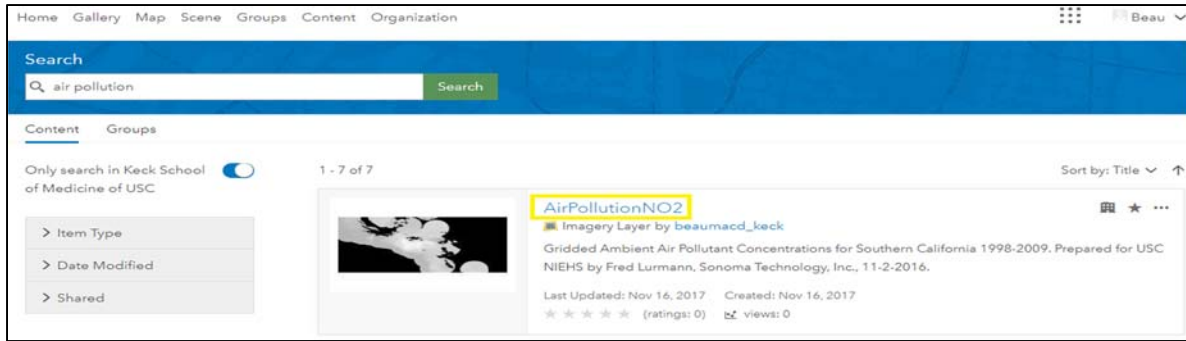 Home Gallery Map Scene Groups Content Organization Beau
Search
air pollution Search
Content Groups
Only search in Keck School of Medicine of USC
1 - 7 of 7
Sort by: Title
Item Type
Date Modified
Shared
AirPollutionNO2
Imagery Layer by beaumacd_keck
Gridded Ambient Air Pollutant Concentrations for Southern California 1998-2009. Prepared for USC
NIEHS by Fred Lurmann, Sonoma Technology, Inc., 11-2-2016.
Last Updated: Nov 16, 2017 Created: Nov 16, 2017
(ratings: 0) views: 0